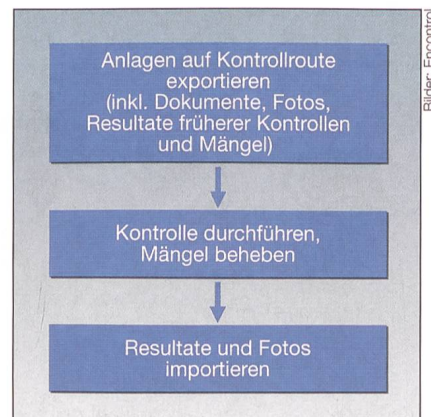 Anlagen auf Kontrollroute
exportieren
(inkl. Dokumente, Fotos,
Resultate früherer Kontrollen
und Mängel)
Kontrolle durchführen,
Mängel beheben
Resultate und Fotos
importieren
Bilder: Encontrol